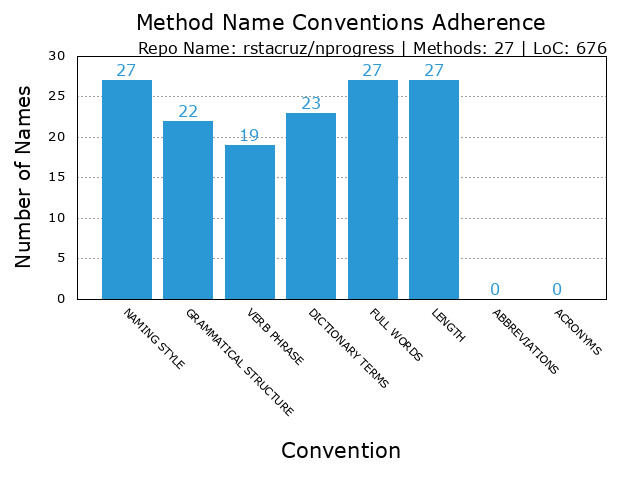 Method Name Conventions Adherence
Repo Name: rstacruz/nprogress | Methods: 27 | LoC: 676
Number of Names
30
25
20
15
10
5
0
27
22
19
23
27
27
0
0
NAMING STYLE
GRAMMATICAL STRUCTURE
VERB PHRASE
DICTIONARY TERMS
FULL WORDS
LENGTH
ABBREVIATIONS
ACRONYMS
Convention